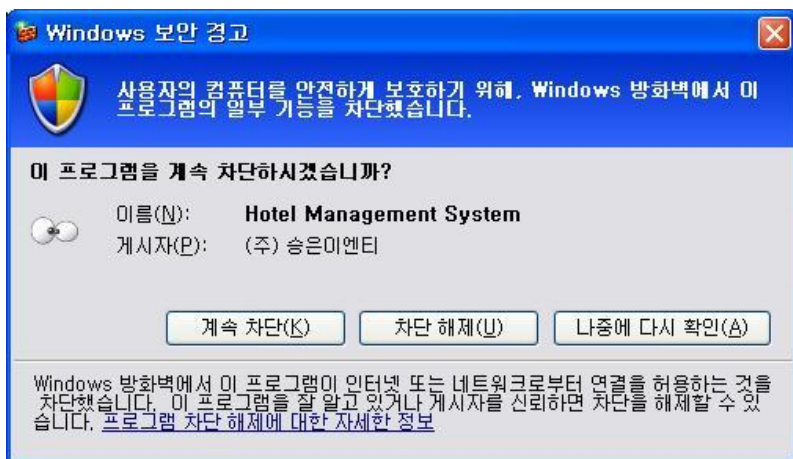 Windows 보안 경고
사용자의 컴퓨터를 안전하게 보호하기 위해, Windows 방화벽에서 이
프로그램의 일부 기능을 차단했습니다.
이 프로그램을 계속 차단하시겠습니까?
이름(N): Hotel Management System
게시자(P): (주) 승은이엔티
계속 차단(K) 차단 해제(U) 나중에 다시 확인(A)
Windows 방화벽에서 이 프로그램이 인터넷 또는 네트워크로부터 연결을 허용하는 것을
차단했습니다. 이 프로그램을 잘 알고 있거나 게시자를 신뢰하면 차단을 해제할 수 있
습니다. 프로그램 차단 해제에 대한 자세한 정보